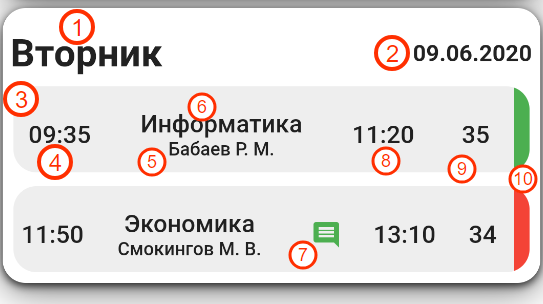 1
Вторник
2 09.06.2020
3
6
09:35 Информатика 11:20 35
Бабаев Р. М.
4 5 8 9
10
11:50 Экономика 13:10 34
Смокингов М. В.
7